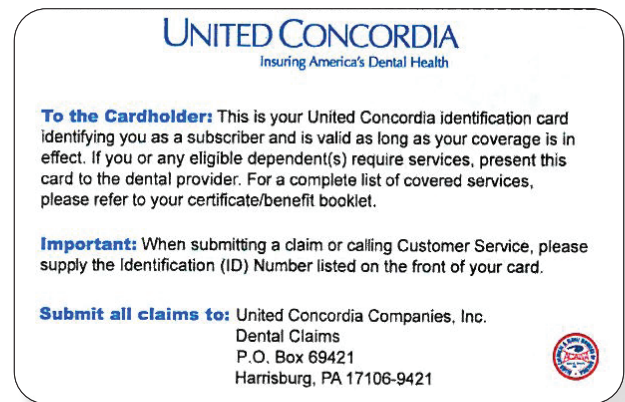 UNITED CONCORDIA
Insuring America's Dental Health
To the Cardholder: This is your United Concordia identification card
identifying you as a subscriber and is valid as long as your coverage is in
effect. If you or any eligible dependent(s) require services, present this
card to the dental provider. For a complete list of covered services,
please refer to your certificate/benefit booklet.
Important: When submitting a claim or calling Customer Service, please
supply the Identification (ID) Number listed on the front of your card.
Submit all claims to: United Concordia Companies, Inc.
Dental Claims
P.O. Box 69421
Harrisburg, PA 17106-9421